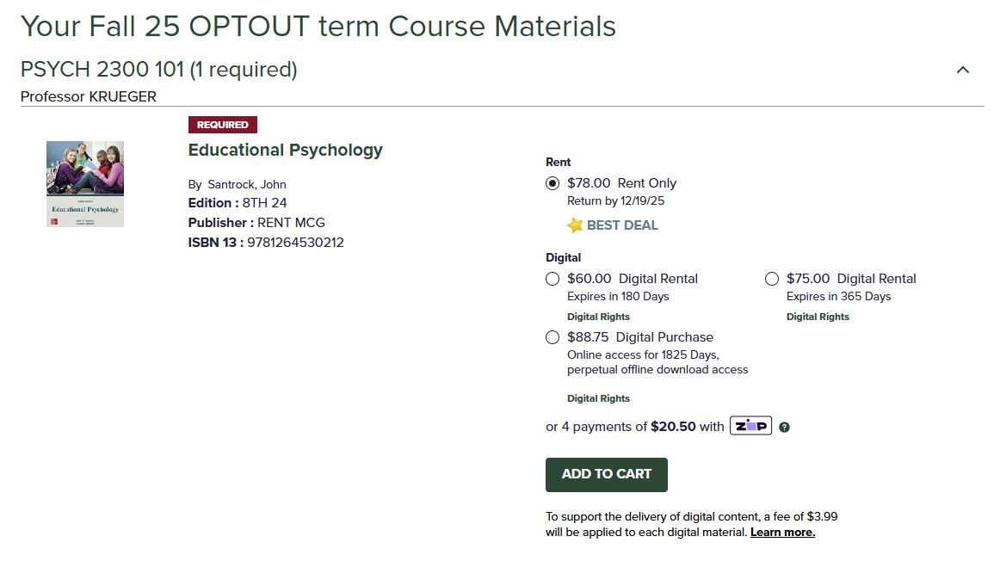 Your Fall 25 OPTOUT term Course Materials
PSYCH 2300 101 (1 required)
Professor KRUEGER
REQUIRED
Educational Psychology
By Santrock, John
Edition : 8TH 24
Publisher : RENT MCG
ISBN 13 : 9781264530212
Educational Psychology
Rent
$78.00 Rent Only
Return by 12/19/25
BEST DEAL
Digital
$60.00 Digital Rental
Expires in 180 Days
Digital Rights
$75.00 Digital Rental
Expires in 365 Days
Digital Rights
$88.75 Digital Purchase
Online access for 1825 Days,
perpetual offline download access
Digital Rights
or 4 payments of $20.50 with ZIP ?
ADD TO CART
To support the delivery of digital content, a fee of $3.99
will be applied to each digital material. Learn more.